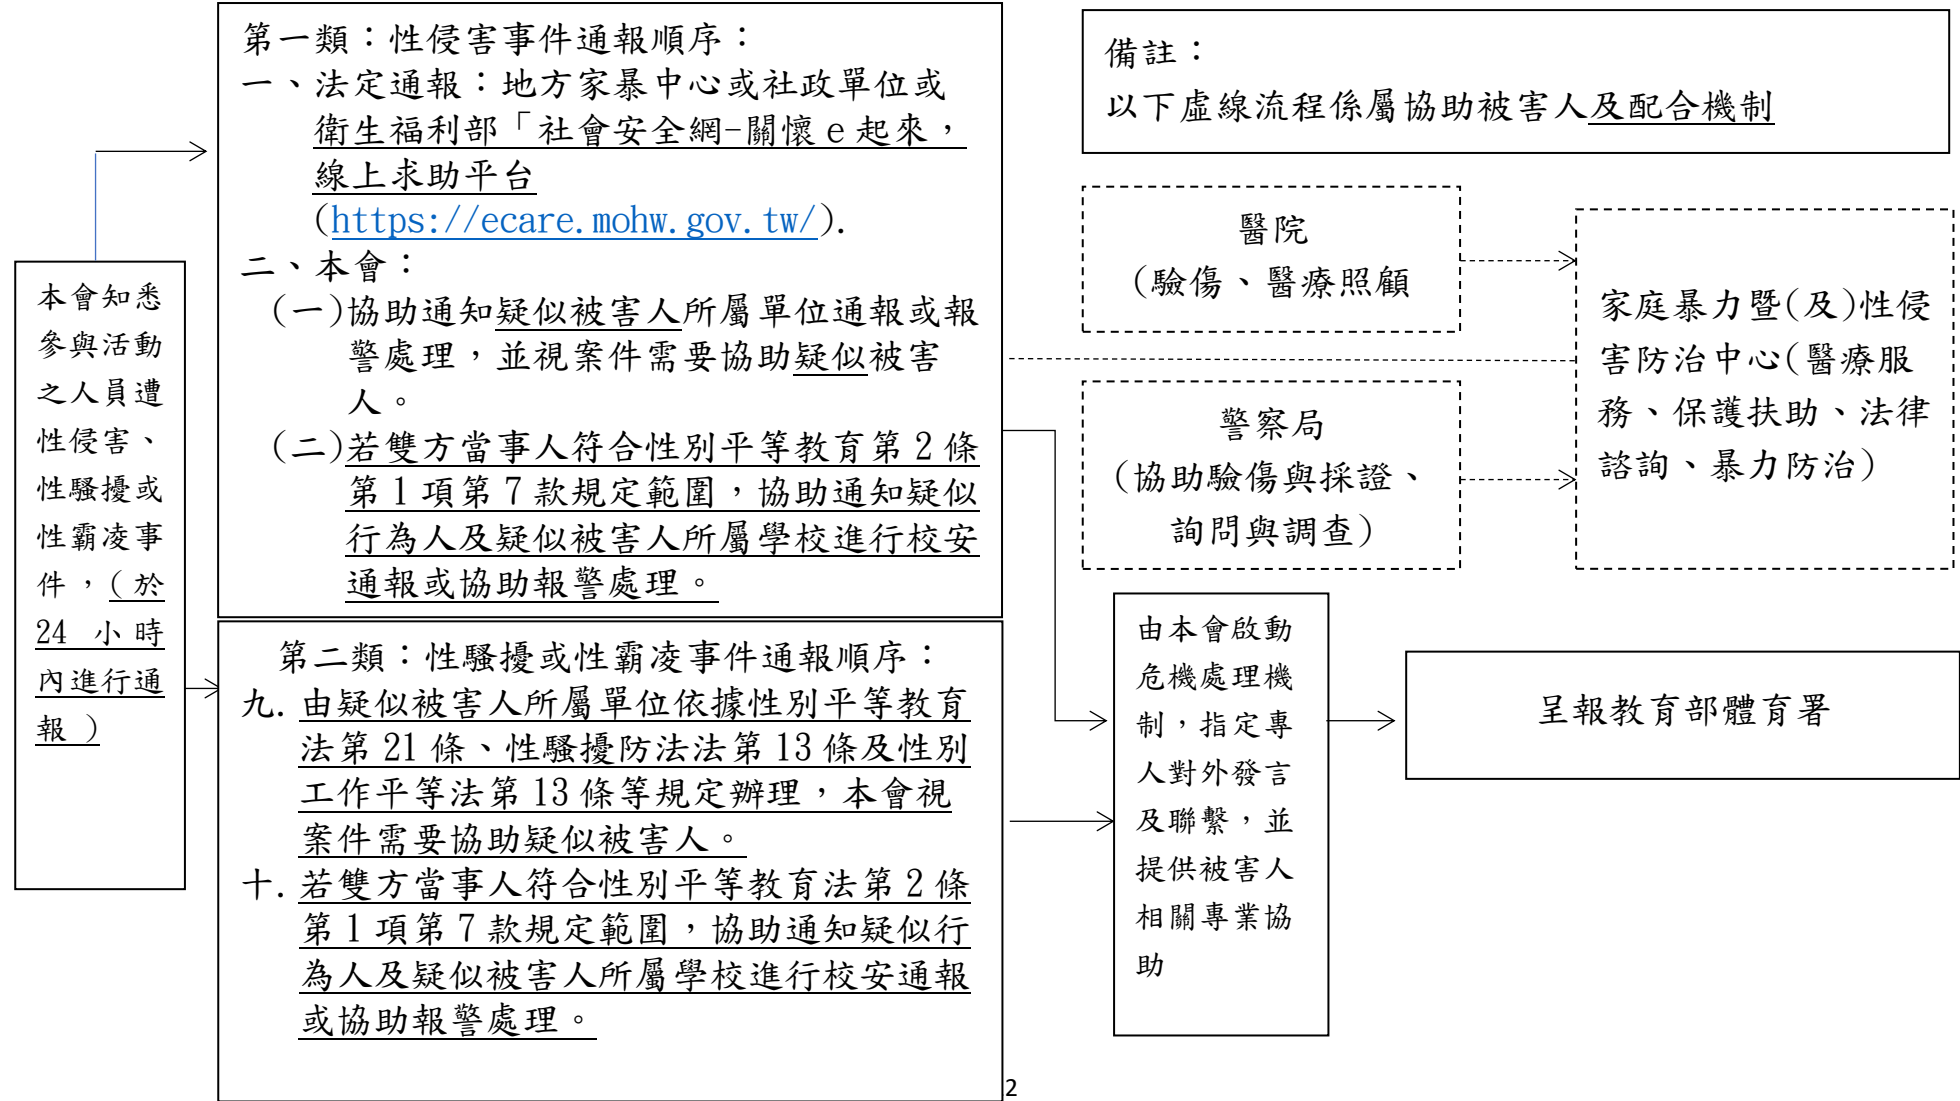 本會知悉
參與活動
之人員遭
性侵害、
性騷擾或
性霸凌事
件，(於
24 小時
內進行通
報 )
第一類：性侵害事件通報順序：
一、法定通報：地方家暴中心或社政單位或
衛生福利部「社會安全網-關懷 e 起來，
線上求助平台
(https://ecare.mohw.gov.tw/).
二、本會：
(一)協助通知疑似被害人所屬單位通報或報
警處理，並視案件需要協助疑似被害
人。
(二)若雙方當事人符合性別平等教育第 2 條
第 1 項第 7 款規定範圍，協助通知疑似
行為人及疑似被害人所屬學校進行校安
通報或協助報警處理。
第二類：性騷擾或性霸凌事件通報順序：
九. 由疑似被害人所屬單位依據性別平等教育
法第 21 條、性騷擾防法法第 13 條及性別
工作平等法第 13 條等規定辦理，本會視
案件需要協助疑似被害人。
十. 若雙方當事人符合性別平等教育法第 2 條
第 1 項第 7 款規定範圍，協助通知疑似行
為人及疑似被害人所屬學校進行校安通報
或協助報警處理。
備註：
以下虛線流程係屬協助被害人及配合機制
醫院
(驗傷、醫療照顧
警察局
(協助驗傷與採證、
詢問與調查)
家庭暴力暨(及)性侵
害防治中心(醫療服
務、保護扶助、法律
諮詢、暴力防治)
由本會啟動
危機處理機
制，指定專
人對外發言
及聯繫，並
提供被害人
相關專業協
助
呈報教育部體育署
2